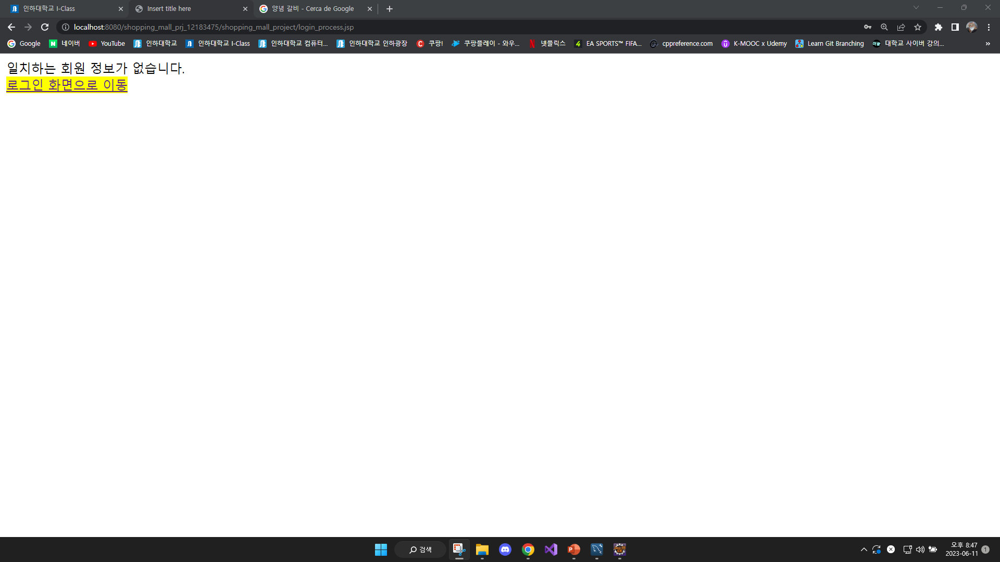 인하대학교 I-Class
Insert title here
양념 갈비 - Cerca de Google
localhost:8080/shopping_mall_prj_12183475/shopping_mall_project/login_process.jsp
Google 네이버 YouTube 인하대학교 인하대학교 I-Class 인하대학교 컴퓨터... 인하대학교 인하광장 쿠팡! 쿠팡플레이 - 와우... 넷플릭스 EA SPORTS™ FIFA... cppreference.com K-MOOC x Udemy Learn Git Branching 대학교 사이버 강의... »
일치하는 회원 정보가 없습니다.
로그인 화면으로 이동
검색
오후 8:47
2023-06-11
1